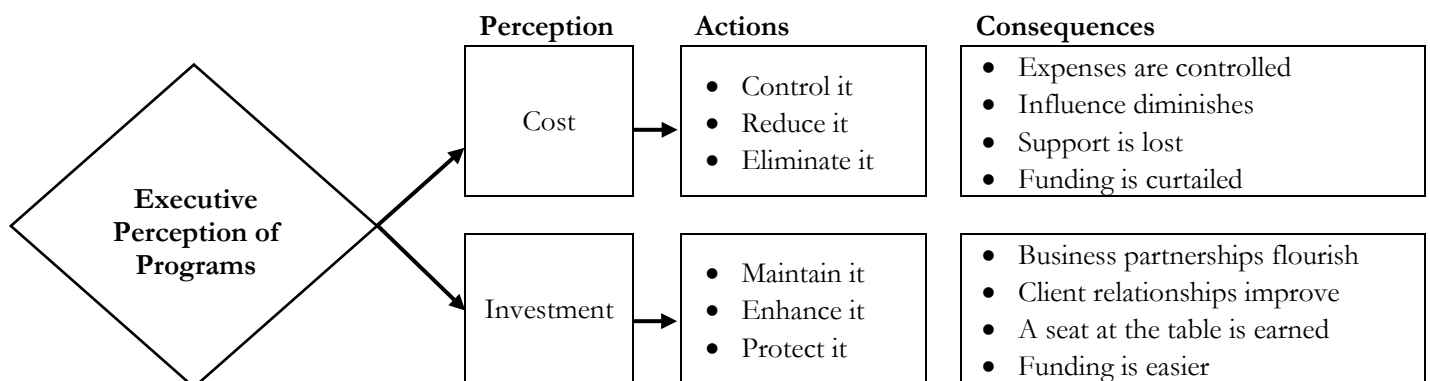 Perception Actions Consequences
Executive
Perception of
Programs
Cost
• Control it
• Reduce it
• Eliminate it
• Expenses are controlled
• Influence diminishes
• Support is lost
• Funding is curtailed
Investment
• Maintain it
• Enhance it
• Protect it
• Business partnerships flourish
• Client relationships improve
• A seat at the table is earned
• Funding is easier